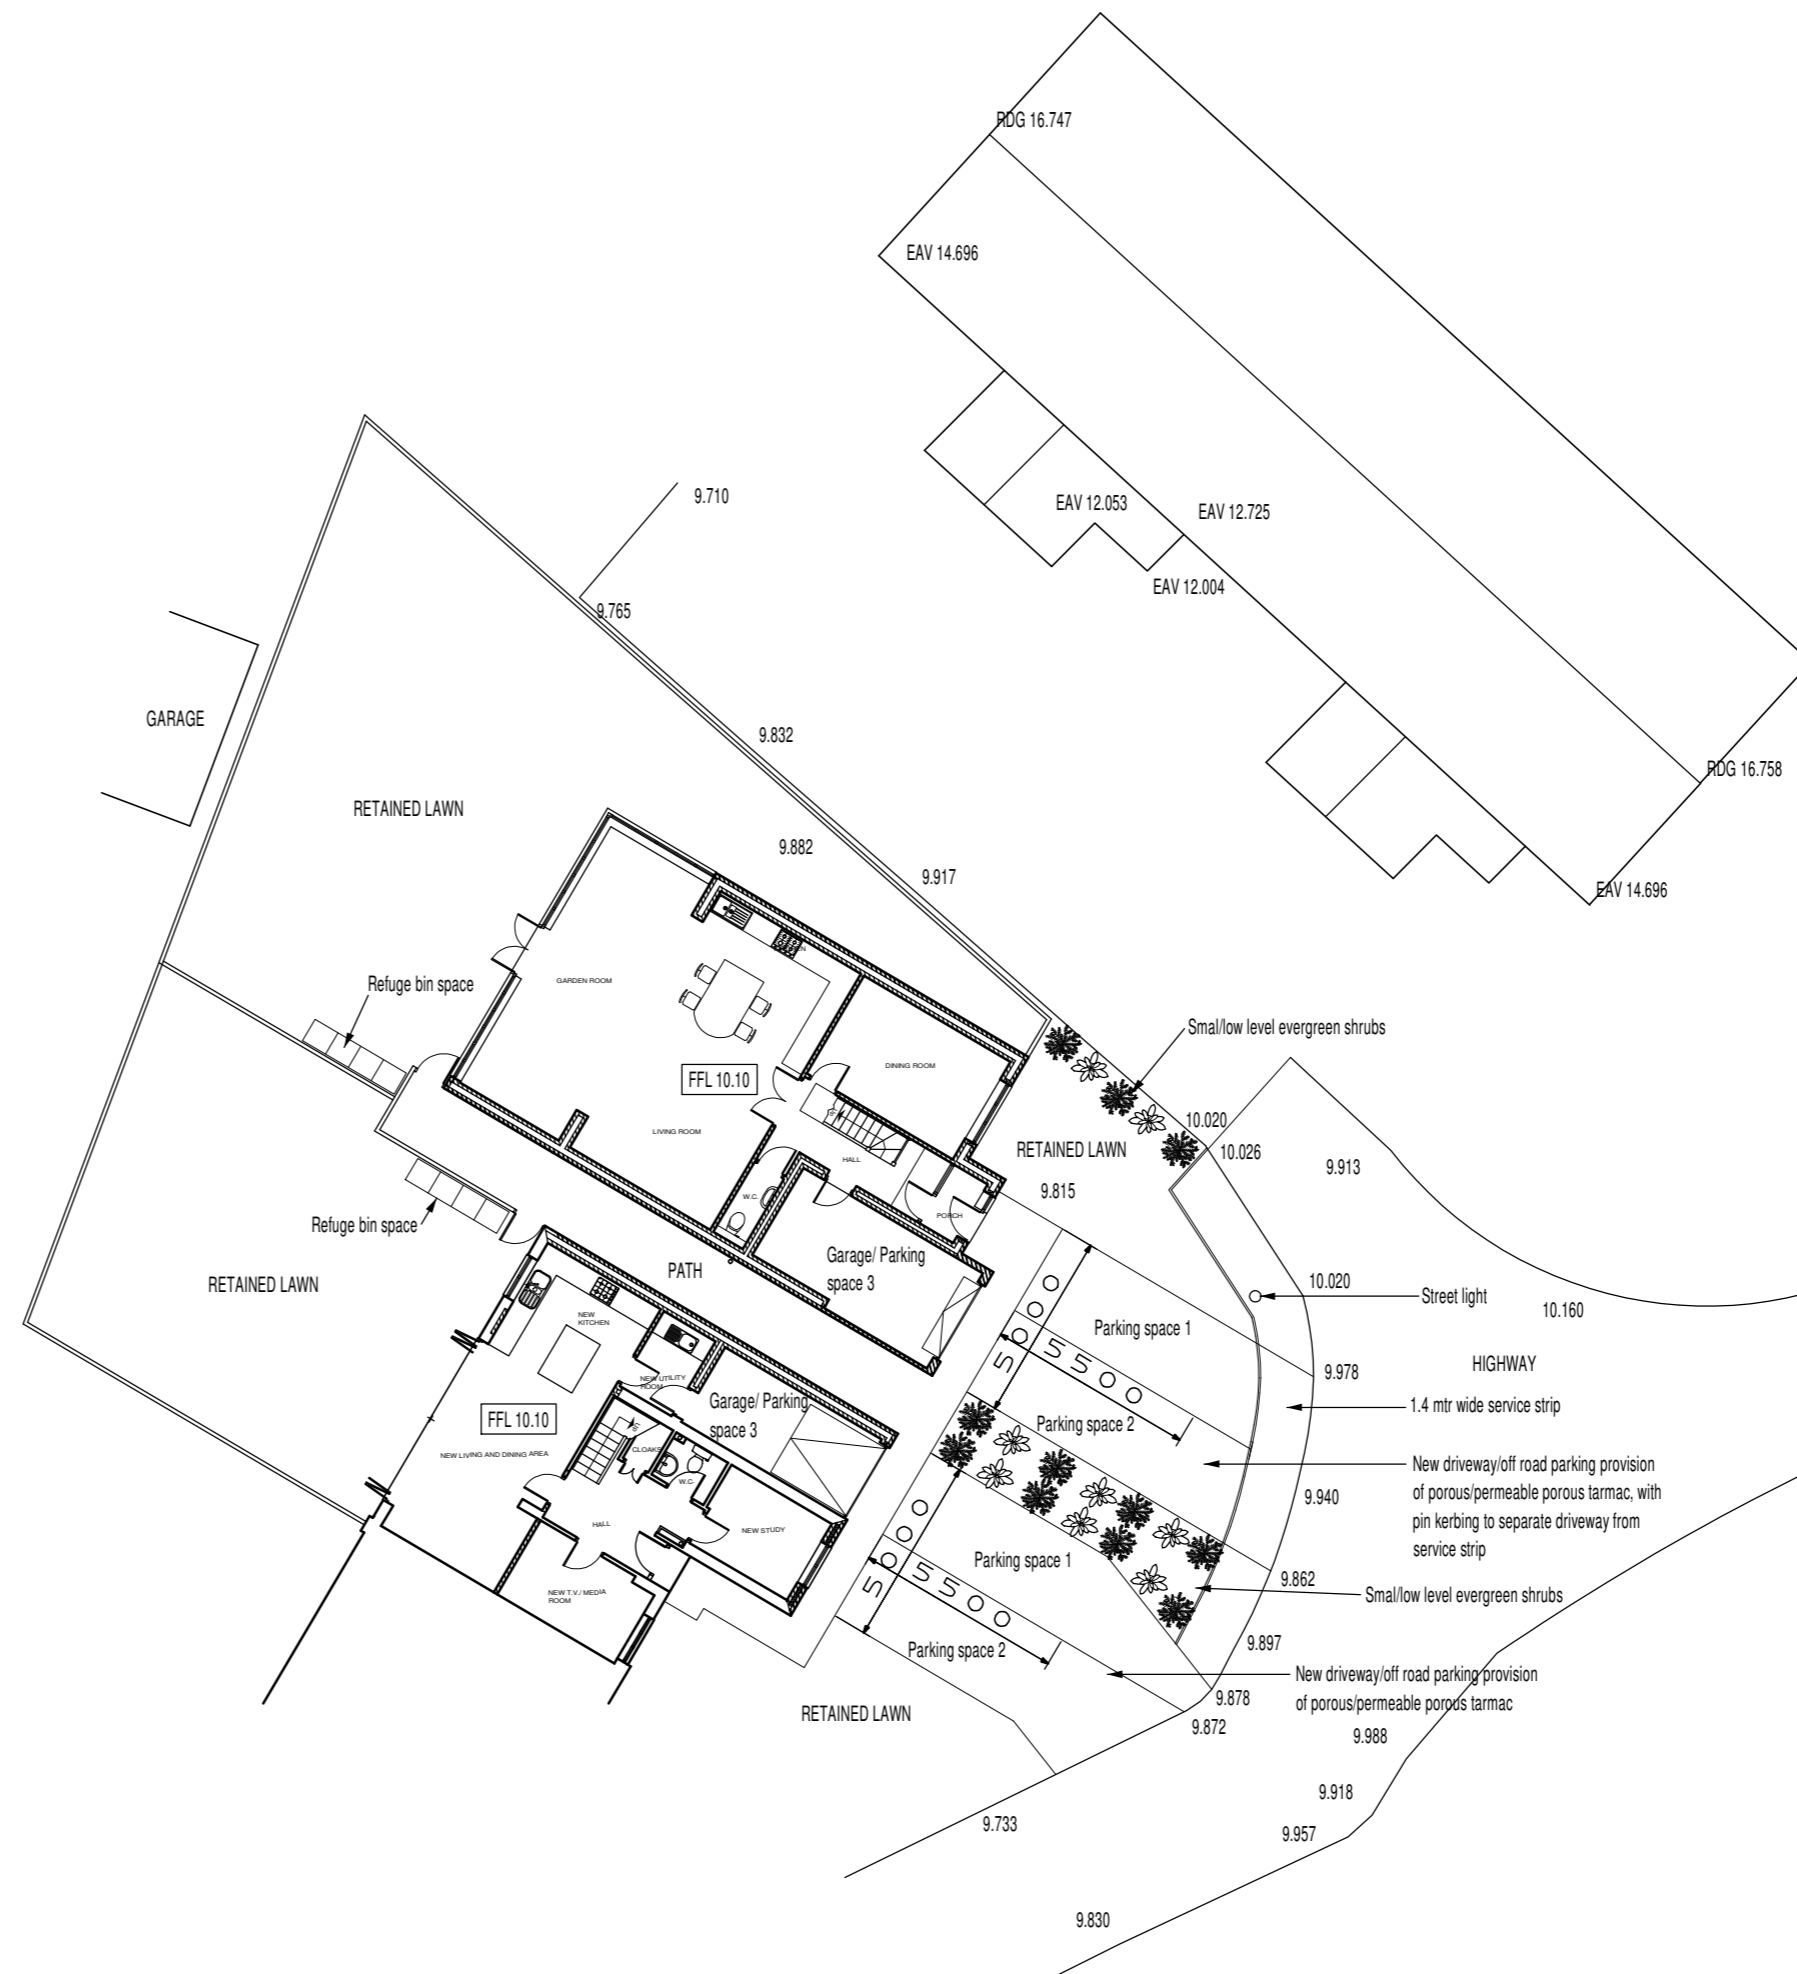 RDG 16.747
EAV 14.696
9.710
EAV 12.053
EAV 12.725
EAV 12.004
9.765
GARAGE
9.832
RDG 16.758
RETAINED LAWN
9.882
9.917
EAV 14.696
Refuge bin space
GARDEN ROOM
Smal/low level evergreen shrubs
DINING ROOM
FFL 10.10
LIVING ROOM
10.020
RETAINED LAWN
10.026
HALL
9.913
9.815
W.C.
PORCH
Refuge bin space
Garage/ Parking
space 3
PATH
RETAINED LAWN
10.020
Street light
10.160
NEW
KITCHEN
Parking space 1
5000
5500
HIGHWAY
9.978
NEW UTILITY
ROOM
Garage/ Parking
space 3
1.4 mtr wide service strip
FFL 10.10
Parking space 2
UP
CLOAKS
NEW LIVING AND DINING AREA
New driveway/off road parking provision
of porous/permeable porous tarmac, with
pin kerbing to separate driveway from
service strip
W.C.
9.940
HALL
NEW STUDY
5000
5500
Parking space 1
9.862
Smal/low level evergreen shrubs
NEW T.V./ MEDIA
ROOM
9.897
Parking space 2
New driveway/off road parking provision
of porous/permeable porous tarmac
9.878
RETAINED LAWN
9.872
9.988
9.918
9.733
9.957
9.830